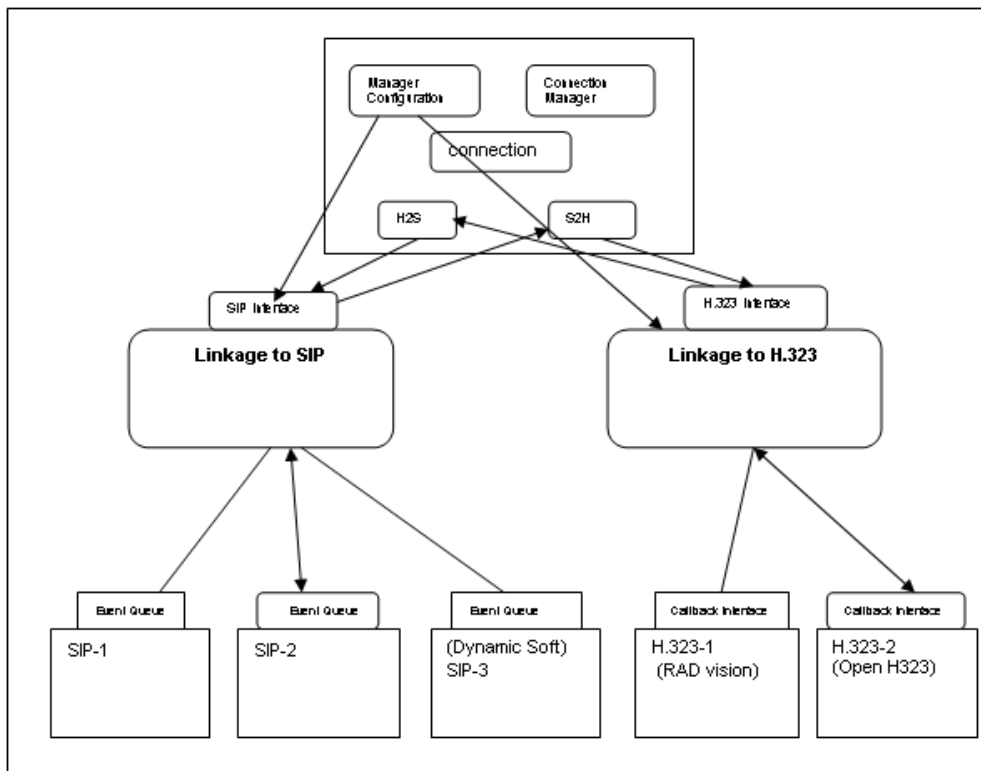 Manager
Configuration
Connection
Manager
connection
H2S
S2H
SIP Interface
H.323 Interface
Linkage to SIP
Linkage to H.323
Event Queue
Event Queue
Event Queue
Callback Interface
Callback Interface
SIP-1
SIP-2
(Dynamic Soft)
SIP-3
H.323-1
(RAD vision)
H.323-2
(Open H323)